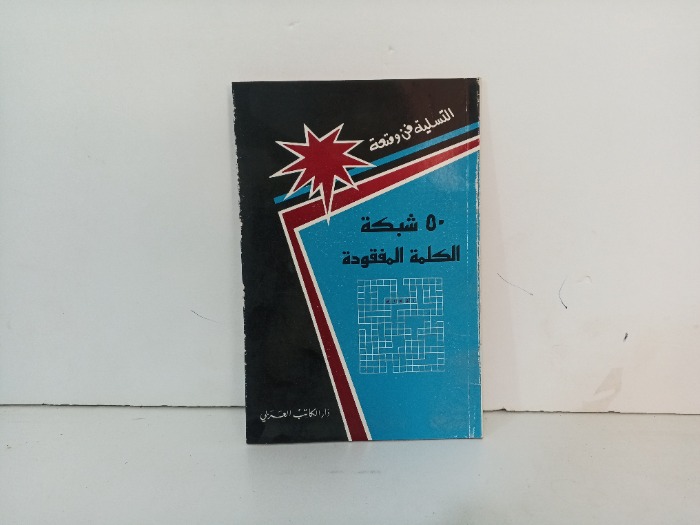 التسلية فن ومتعة
٥٠ شبكة
الكلمة المفقودة
دار الكاتب العربي